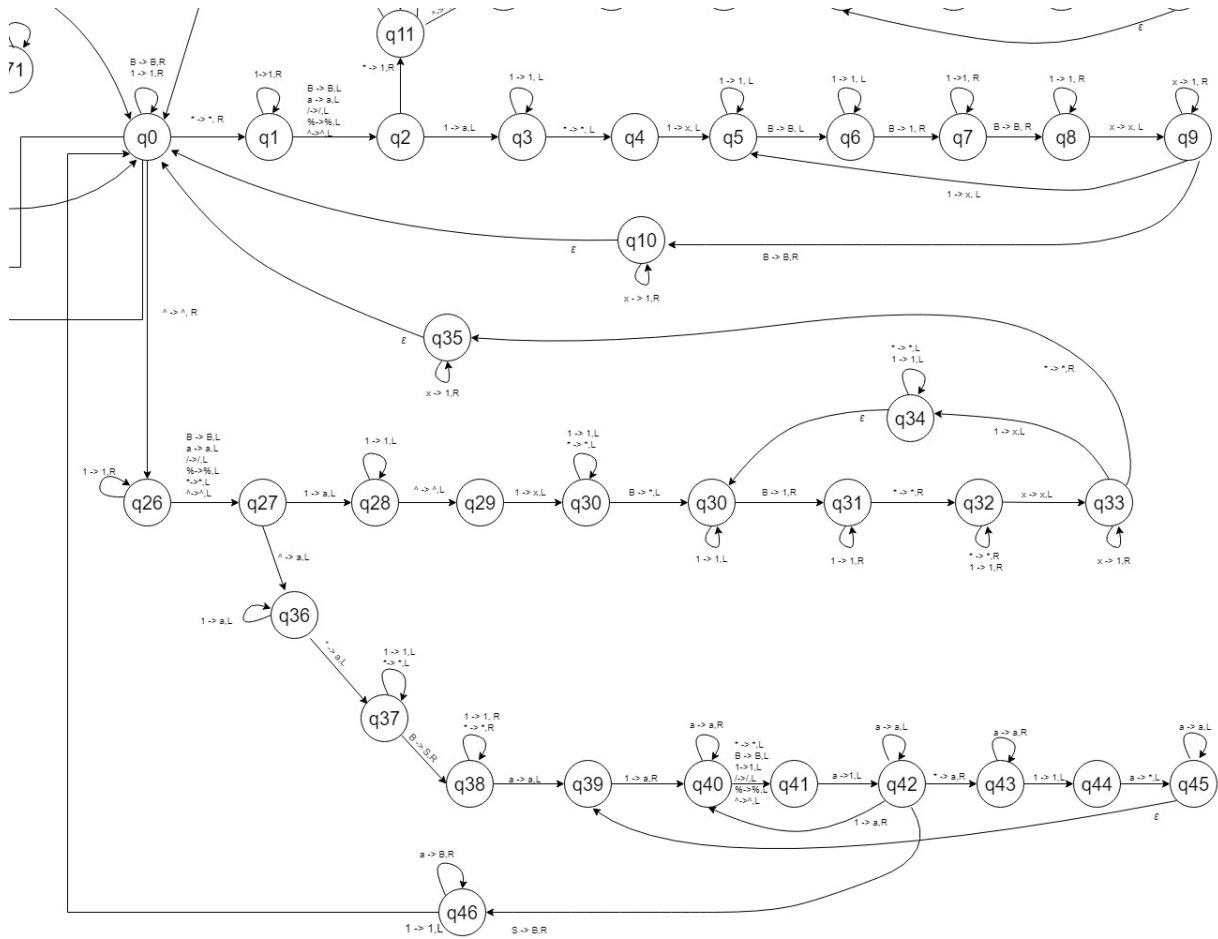 q11
ε
71
B -> B,R
1 -> 1,R
1->1,R
B -> B,L
a -> a,L
/->/,L
%->%,L
^->^,L
* -> 1,R
1 -> 1, L
1 -> 1, L
1 -> 1, L
1 -> 1, R
1 -> 1, R
x -> 1, R
q0
* -> *, R
q1
q2
1 -> a,L
q3
* -> *, L
q4
1 -> x, L
q5
B -> B, L
q6
B -> 1, R
q7
B -> B, R
q8
x -> x, L
q9
1 -> x, L
q10
ε
B -> B,R
x - > 1,R
^ -> ^, R
q35
ε
x -> 1,R
* -> *,R
* -> *,L
1 -> 1,L
q34
ε
1 -> x,L
B -> B,L
a -> a,L
/->/,L
%->%,L
*->*,L
^->^,L
1 -> 1,R
1 -> 1,L
1 -> 1,L
* -> *,L
q26
q27
1 -> a,L
q28
^ -> ^,L
q29
1 -> x,L
q30
B -> *,L
q30
B -> 1,R
q31
* -> *,R
q32
x -> x,L
q33
1 -> 1,L
1 -> 1,R
* -> *,R
1 -> 1,R
x -> 1,R
^ -> a,L
q36
1 -> a,L
* -> a,L
1 -> 1,L
*-> *,L
q37
B -> S,R
1 -> 1, R
* -> *,R
a -> a,R
a -> a,L
a -> a,R
a -> a,L
q38
a -> a,L
q39
1 -> a,R
q40
* -> *,L
B -> B,L
1->1,L
/->/,L
%->%,L
^->^,L
q41
a ->1,L
q42
* -> a,R
q43
1 -> 1,L
q44
a -> *,L
q45
1 -> a,R
ε
a -> B,R
q46
1 -> 1,L
S -> B,R